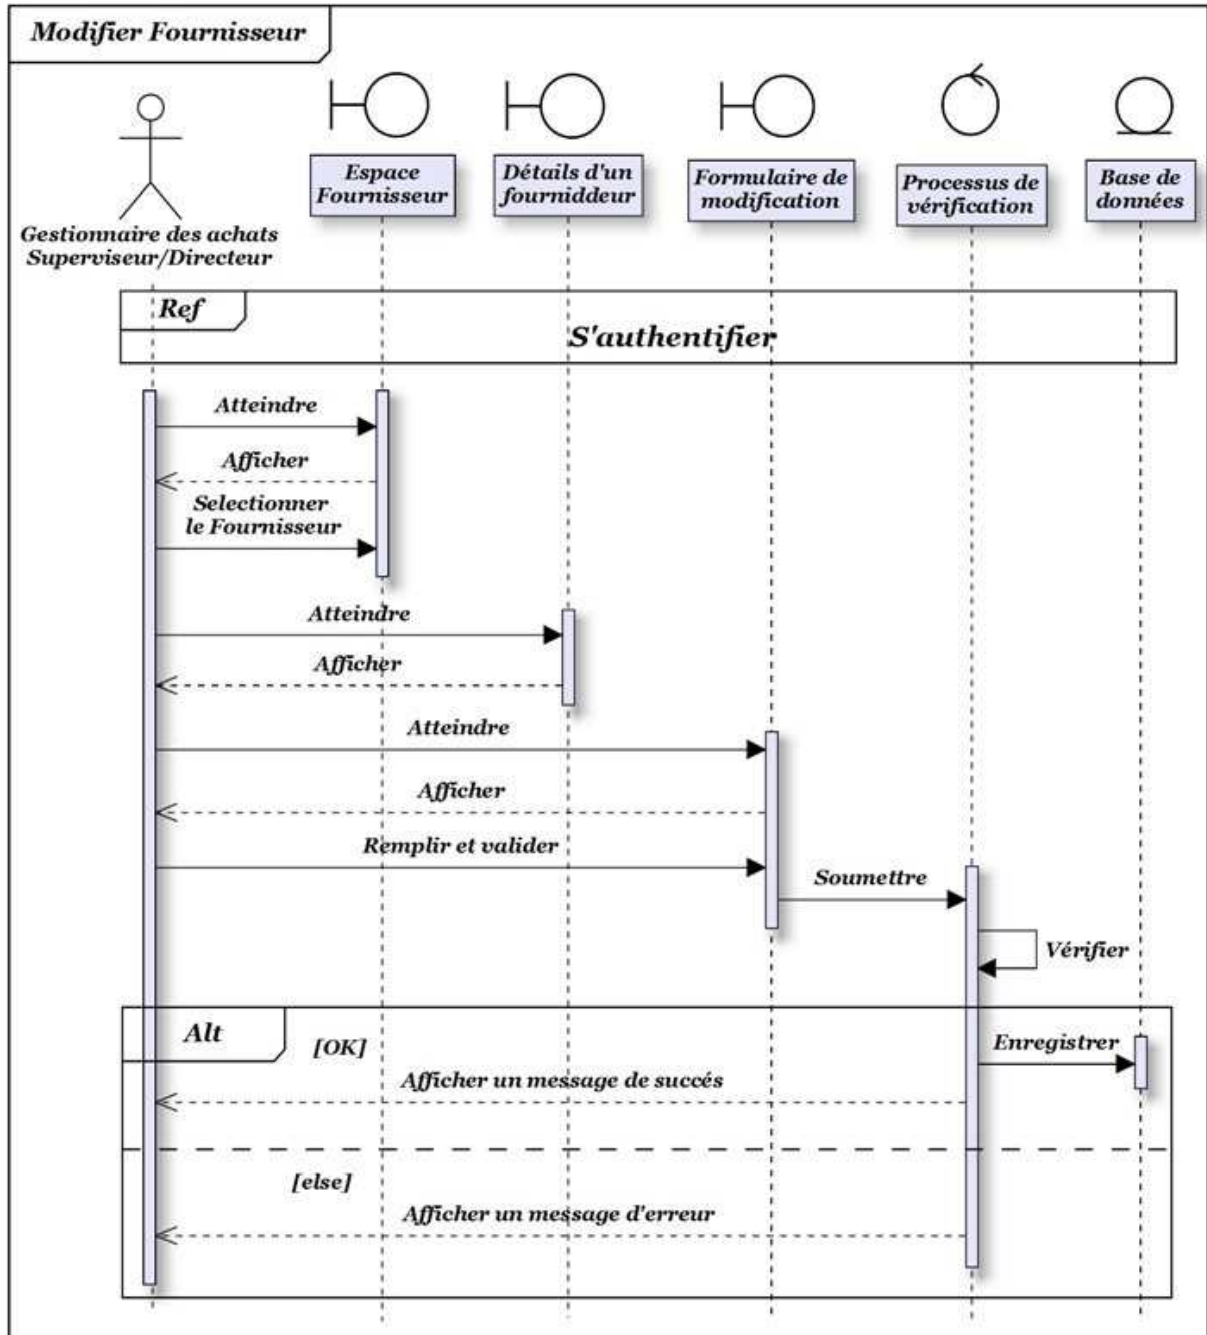 Modifier Fournisseur
Gestionnaire des achats
Superviseur/Directeur
Espace
Fournisseur
Détails d'un
fourniddeur
Formulaire de
modification
Processus de
vérification
Base de
données
Ref
S'authentifier
Atteindre
Afficher
Selectionner
le Fournisseur
Atteindre
Afficher
Atteindre
Afficher
Remplir et valider
Soumettre
Vérifier
Alt
[OK]
Enregistrer
Afficher un message de succés
[else]
Afficher un message d'erreur